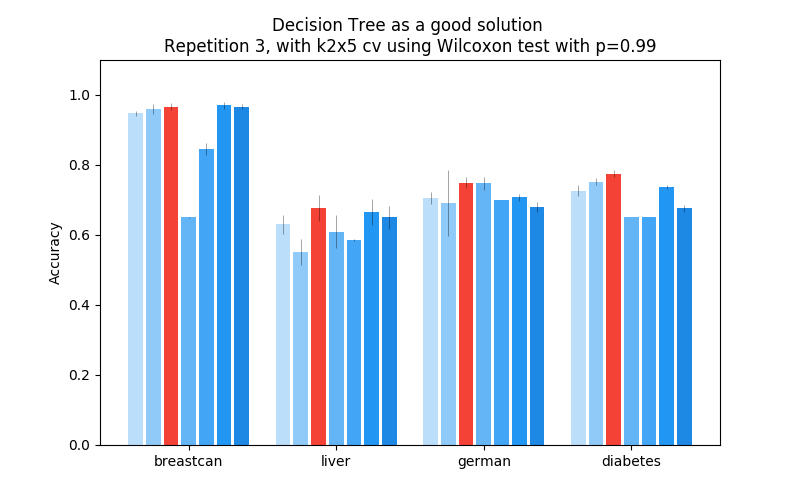 Decision Tree as a good solution
Repetition 3, with k2x5 cv using Wilcoxon test with p=0.99
1.0
0.8
0.6
0.4
0.2
0.0
Accuracy
breastcan
liver
german
diabetes